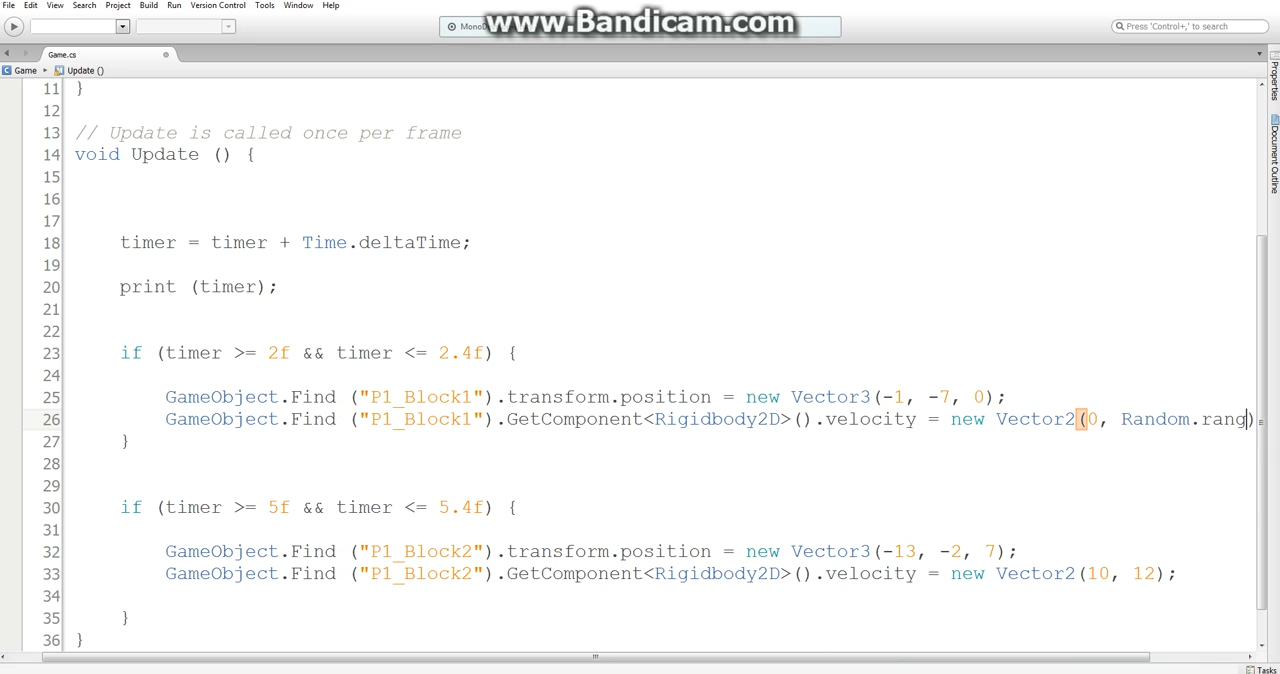 File Edit View Search Project Build Run Version Control Tools Window Help
www.Bandicam.com
Press 'Control+,' to search
Game.cs
Game Update ()
11 }
12
13 // Update is called once per frame
14 void Update () {
15
16
17
18 timer = timer + Time.deltaTime;
19
20 print (timer);
21
22
23 if (timer >= 2f && timer <= 2.4f) {
24
25 GameObject.Find ("P1_Block1").transform.position = new Vector3(-1, -7, 0);
26 GameObject.Find ("P1_Block1").GetComponent<Rigidbody2D>().velocity = new Vector2(0, Random.rang)
27 }
28
29
30 if (timer >= 5f && timer <= 5.4f) {
31
32 GameObject.Find ("P1_Block2").transform.position = new Vector3(-13, -2, 7);
33 GameObject.Find ("P1_Block2").GetComponent<Rigidbody2D>().velocity = new Vector2(10, 12);
34
35 }
36 }
Properties
Document Outline
Tasks